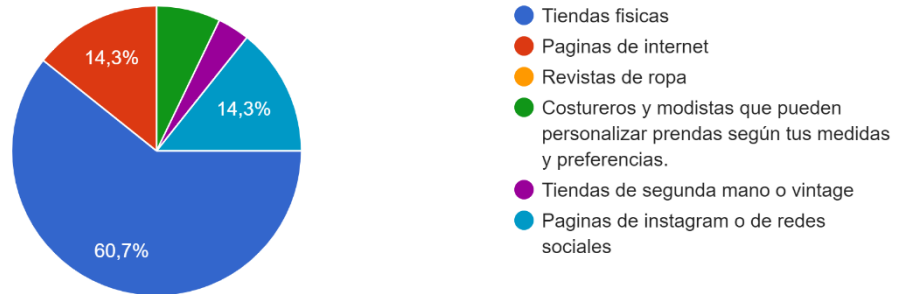 14,3%
14,3%
60,7%
Tiendas fisicas
Paginas de internet
Revistas de ropa
Costureros y modistas que pueden
personalizar prendas según tus medidas
y preferencias.
Tiendas de segunda mano o vintage
Paginas de instagram o de redes
sociales